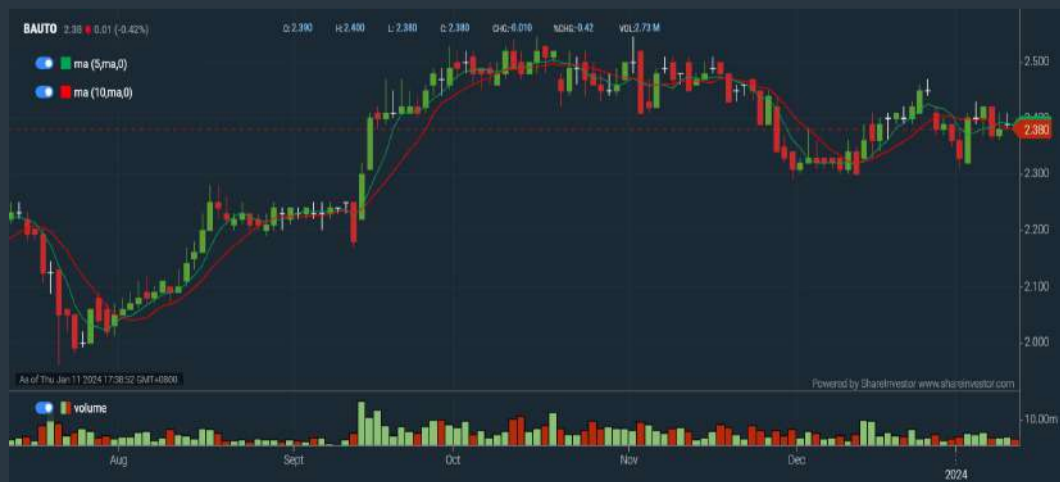 BAUTO 2.38 0.01 (-0.42%) O: 2.390 H: 2.400 L: 2.380 C: 2.380 CHG:-0.010 %CHG:-0.42 VOL:2.73 M
ma (5,ma,0)
ma (10,ma,0)
2.500
2.380
2.300
2.200
2.100
2.000
As of Thu Jan 11 2024 17:38:52 GMT+0800
Powered by ShareInvestor www.shareinvestor.com
volume
10.00m
Aug Sept Oct Nov Dec
2024